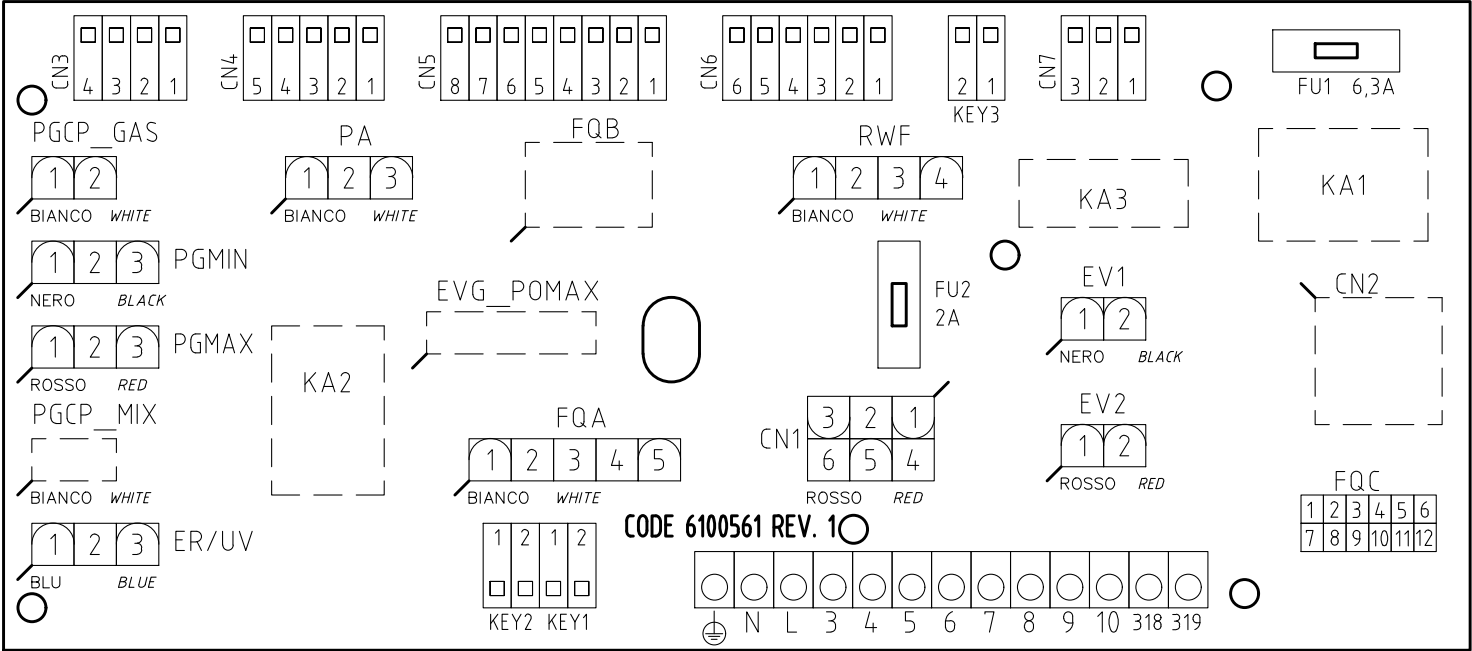 CN3
4 3 2 1
CN4
5 4 3 2 1
CN5
8 7 6 5 4 3 2 1
CN6
6 5 4 3 2 1
2 1
KEY3
CN7
3 2 1
FU1 6,3A
PGCP_GAS
1 2
BIANCO WHITE
PA
1 2 3
BIANCO WHITE
FQB
RWF
1 2 3 4
BIANCO WHITE
KA3
KA1
1 2 3 PGMIN
NERO BLACK
EVG_POMAX
FU2
2A
EV1
1 2
NERO BLACK
CN2
1 2 3 PGMAX
ROSSO RED
KA2
PGCP_MIX
BIANCO WHITE
FQA
1 2 3 4 5
BIANCO WHITE
CN1
3 2 1
6 5 4
ROSSO RED
EV2
1 2
ROSSO RED
FQC
1 2 3 4 5 6
7 8 9 10 11 12
1 2 3 ER/UV
BLU BLUE
1 2 1 2
KEY2 KEY1
CODE 6100561 REV. 1
N L 3 4 5 6 7 8 9 10 318 319